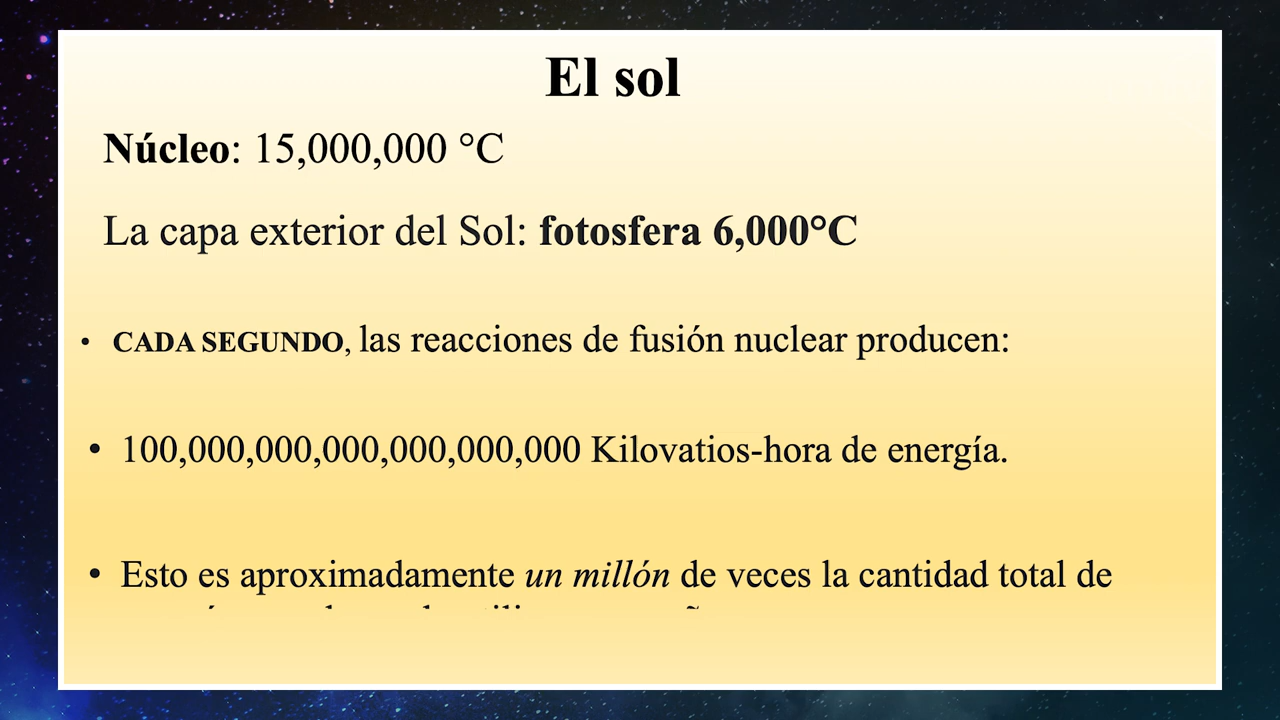 El sol
Núcleo: 15,000,000 °C
La capa exterior del Sol: fotosfera 6,000°C
• CADA SEGUNDO, las reacciones de fusión nuclear producen:
• 100,000,000,000,000,000,000 Kilovatios-hora de energía.
• Esto es aproximadamente un millón de veces la cantidad total de